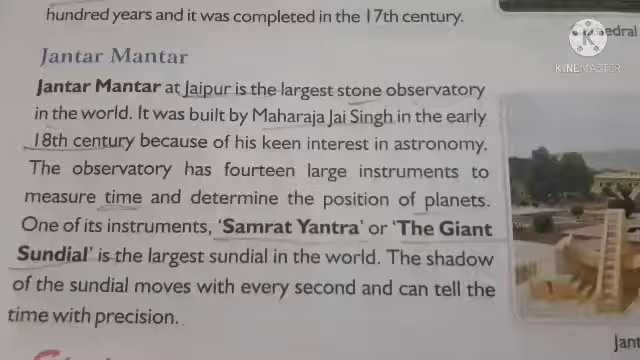 hundred years and it was completed in the 17th century.
edral
KINEMASTER
Jantar Mantar
Jantar Mantar at Jaipur is the largest stone observatory
in the world. It was built by Maharaja Jai Singh in the early
18th century because of his keen interest in astronomy.
The observatory has fourteen large instruments to
measure time and determine the position of planets.
One of its instruments, 'Samrat Yantra' or 'The Giant
Sundial' is the largest sundial in the world. The shadow
of the sundial moves with every second and can tell the
time with precision.
Jant